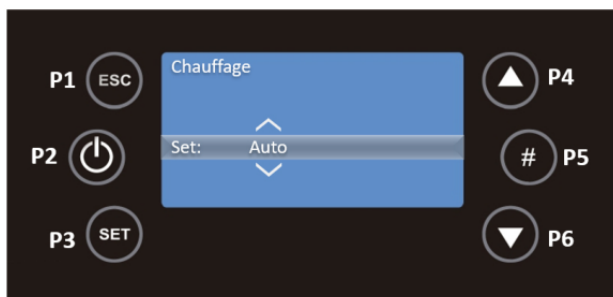 Chauffage
P1 ESC
P4
P2
Set: Auto
# P5
P3 SET
P6